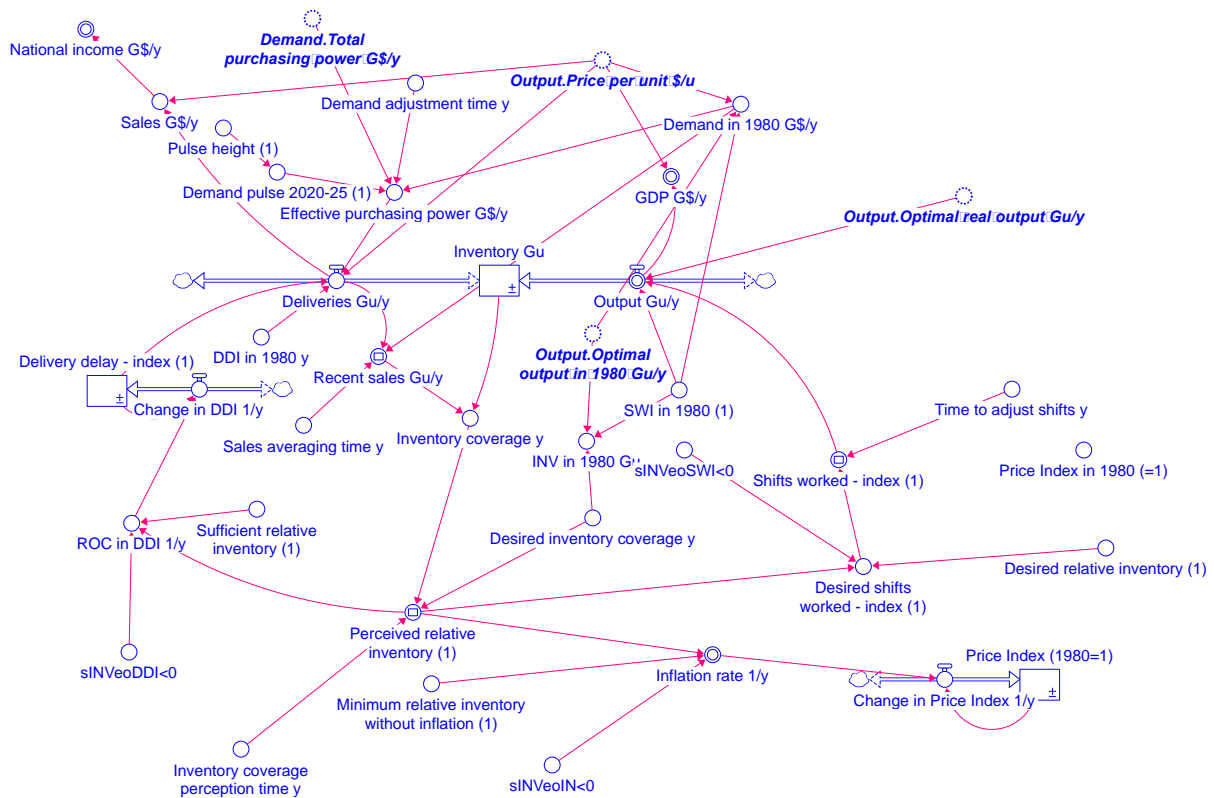 National income G$/y
Demand.Total
purchasing power G$/y
Output.Price per unit $/u
Demand adjustment time y
Sales G$/y
Demand in 1980 G$/y
Pulse height (1)
Demand pulse 2020-25 (1)
GDP G$/y
Effective purchasing power G$/y
Output.Optimal real output Gu/y
Inventory Gu
±
Deliveries Gu/y
Output Gu/y
DDI in 1980 y
Delivery delay - index (1)
±
Change in DDI 1/y
Recent sales Gu/y
Output.Optimal
output in 1980 Gu/y
SWI in 1980 (1)
Time to adjust shifts y
Sales averaging time y
Inventory coverage y
INV in 1980
sINVeoSWI<0
Shifts worked - index (1)
Price Index in 1980 (=1)
ROC in DDI 1/y
Sufficient relative
inventory (1)
Desired inventory coverage y
Desired shifts
worked - index (1)
Desired relative inventory (1)
Perceived relative
inventory (1)
sINVeoDDI<0
Inflation rate 1/y
Price Index (1980=1)
±
Change in Price Index 1/y
Minimum relative inventory
without inflation (1)
Inventory coverage
perception time y
sINVeoIN<0